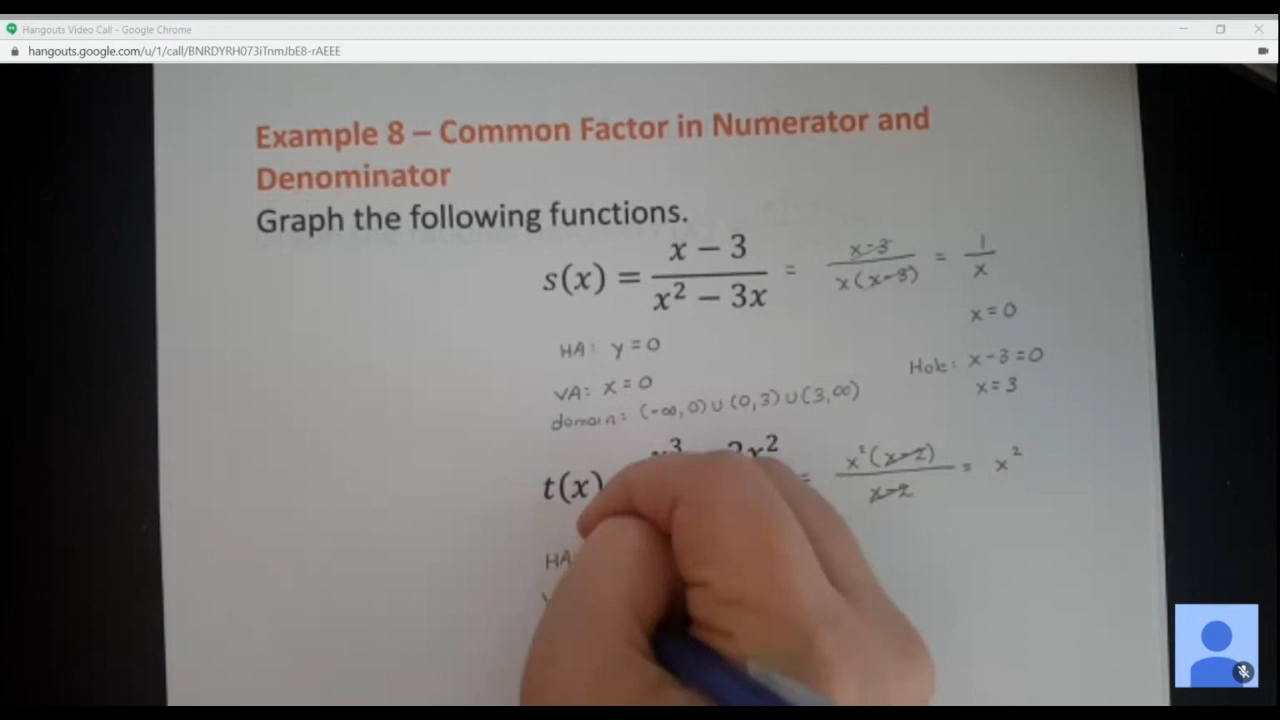 Hangouts Video Call - Google Chrome
hangouts.google.com/u/1/call/BNRDYRH073iTnmJbE8-rAEEE
Example 8 – Common Factor in Numerator and
Denominator
Graph the following functions.
s(x) = (x − 3)/(x² − 3x) = (x-3)/(x(x-3)) = 1/x
x = 0
HA: y = 0
Hole: x - 3 = 0
VA: x = 0
x = 3
domain: (-∞, 0) ∪ (0, 3) ∪ (3, ∞)
t(x) x³ 2x² = x²(x-2)/(x-2) = x²
HA